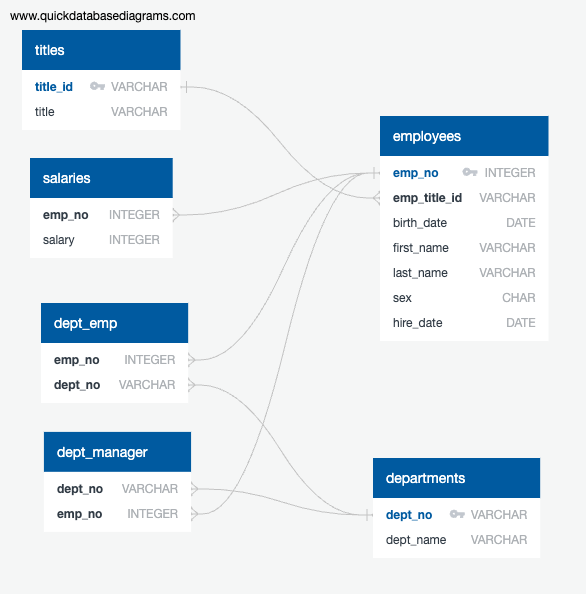 www.quickdatabasediagrams.com
titles
title_id VARCHAR
title VARCHAR
salaries
emp_no INTEGER
salary INTEGER
dept_emp
emp_no INTEGER
dept_no VARCHAR
dept_manager
dept_no VARCHAR
emp_no INTEGER
employees
emp_no INTEGER
emp_title_id VARCHAR
birth_date DATE
first_name VARCHAR
last_name VARCHAR
sex CHAR
hire_date DATE
departments
dept_no VARCHAR
dept_name VARCHAR